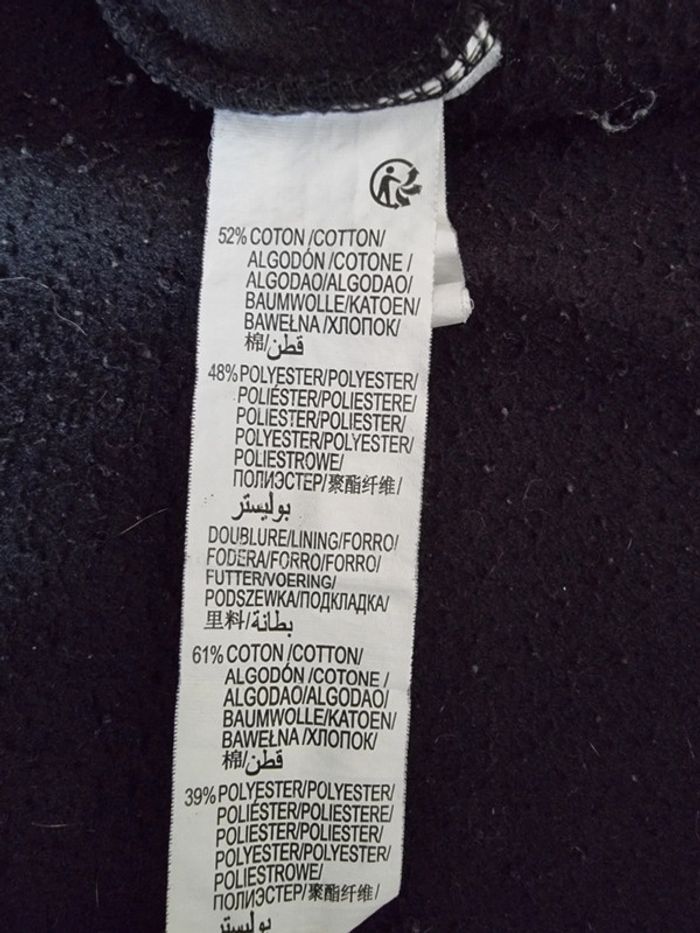 52% COTON /COTTON/
ALGODÓN /COTONE /
ALGODAO/ALGODAO/
BAUMWOLLE/KATOEN/
BAWEŁNA /ХЛОПОК/
棉/قطن
48% POLYESTER/POLYESTER/
POLIÉSTER/POLIESTERE/
POLIESTER/POLIESTER/
POLYESTER/POLYESTER/
POLIESTROWE/
ПОЛИЭСТЕР/聚酯纤维/
بوليستر
DOUBLURE/LINING/FORRO/
FODERA/FORRO/FORRO/
FUTTER/VOERING/
PODSZEWKA/ПОДКЛАДКА/
里料/بطانة
61% COTON /COTTON/
ALGODÓN /COTONE /
ALGODAO/ALGODAO/
BAUMWOLLE/KATOEN/
BAWEŁNA /ХЛОПОК/
棉/قطن
39% POLYESTER/POLYESTER/
POLIÉSTER/POLIESTERE/
POLIESTER/POLIESTER/
POLYESTER/POLYESTER/
POLIESTROWE/
ПОЛИЭСТЕР/聚酯纤维/
بوليستر